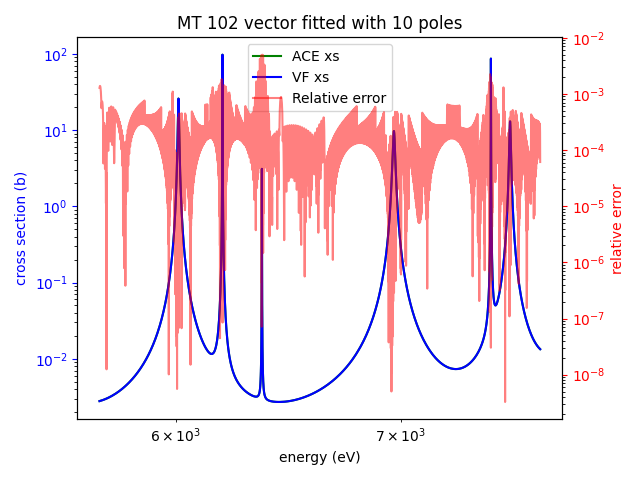 MT 102 vector fitted with 10 poles
ACE xs
VF xs
Relative error
10²
10¹
10⁰
10⁻¹
10⁻²
cross section (b)
10⁻²
10⁻³
10⁻⁴
10⁻⁵
10⁻⁶
10⁻⁷
10⁻⁸
relative error
6 × 10³
7 × 10³
energy (eV)